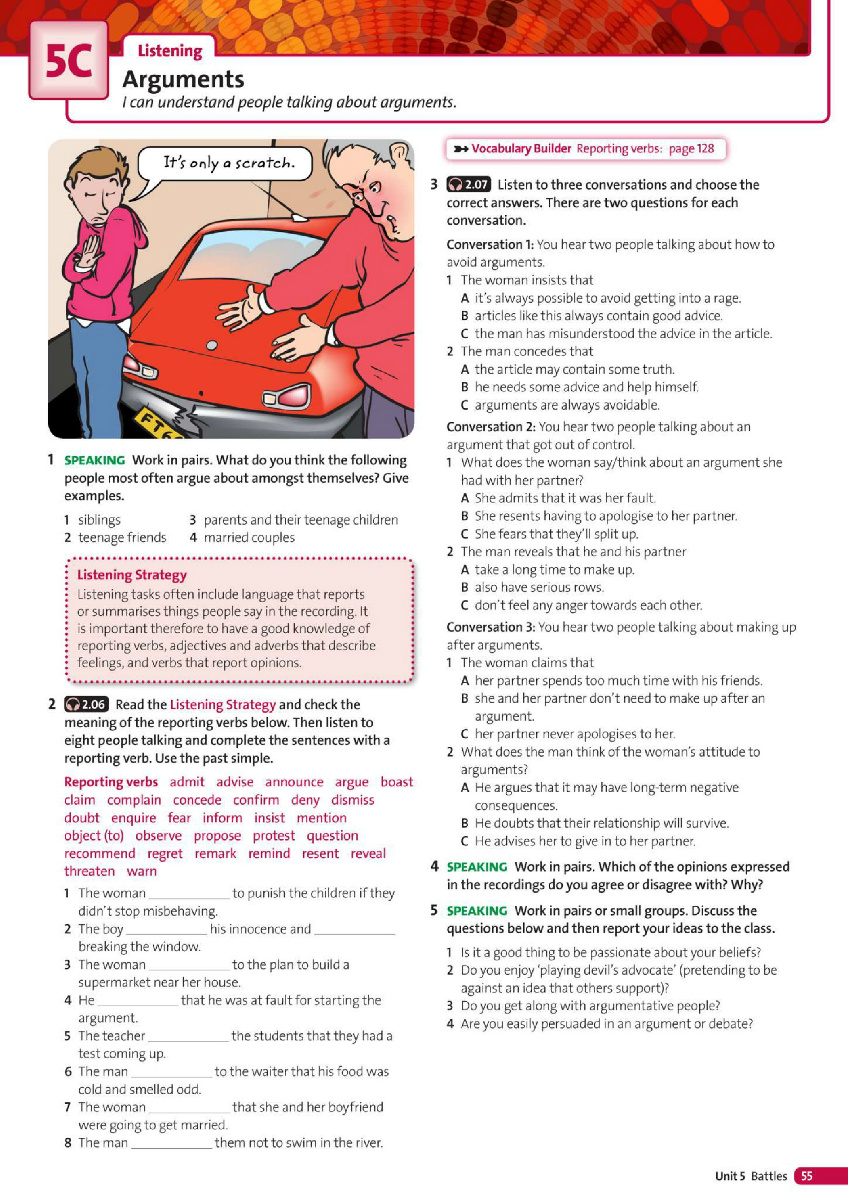 5C
Listening
Arguments
I can understand people talking about arguments.
It's only a scratch.
FT6
1 SPEAKING Work in pairs. What do you think the following
people most often argue about amongst themselves? Give
examples.
1 siblings
2 teenage friends
3 parents and their teenage children
4 married couples
Listening Strategy
Listening tasks often include language that reports
or summarises things people say in the recording. It
is important therefore to have a good knowledge of
reporting verbs, adjectives and adverbs that describe
feelings, and verbs that report opinions.
2 2.06 Read the Listening Strategy and check the
meaning of the reporting verbs below. Then listen to
eight people talking and complete the sentences with a
reporting verb. Use the past simple.
Reporting verbs admit advise announce argue boast
claim complain concede confirm deny dismiss
doubt enquire fear inform insist mention
object (to) observe propose protest question
recommend regret remark remind resent reveal
threaten warn
1 The woman ____________ to punish the children if they
didn't stop misbehaving.
2 The boy ____________ his innocence and ____________
breaking the window.
3 The woman ____________ to the plan to build a
supermarket near her house.
4 He ____________ that he was at fault for starting the
argument.
5 The teacher ____________ the students that they had a
test coming up.
6 The man ____________ to the waiter that his food was
cold and smelled odd.
7 The woman ____________ that she and her boyfriend
were going to get married.
8 The man ____________ them not to swim in the river.
Vocabulary Builder Reporting verbs: page 128
3 2.07 Listen to three conversations and choose the
correct answers. There are two questions for each
conversation.
Conversation 1: You hear two people talking about how to
avoid arguments.
1 The woman insists that
A it's always possible to avoid getting into a rage.
B articles like this always contain good advice.
C the man has misunderstood the advice in the article.
2 The man concedes that
A the article may contain some truth.
B he needs some advice and help himself.
C arguments are always avoidable.
Conversation 2: You hear two people talking about an
argument that got out of control.
1 What does the woman say/think about an argument she
had with her partner?
A She admits that it was her fault.
B She resents having to apologise to her partner.
C She fears that they'll split up.
2 The man reveals that he and his partner
A take a long time to make up.
B also have serious rows.
C don't feel any anger towards each other.
Conversation 3: You hear two people talking about making up
after arguments.
1 The woman claims that
A her partner spends too much time with his friends.
B she and her partner don't need to make up after an
argument.
C her partner never apologises to her.
2 What does the man think of the woman's attitude to
arguments?
A He argues that it may have long-term negative
consequences.
B He doubts that their relationship will survive.
C He advises her to give in to her partner.
4 SPEAKING Work in pairs. Which of the opinions expressed
in the recordings do you agree or disagree with? Why?
5 SPEAKING Work in pairs or small groups. Discuss the
questions below and then report your ideas to the class.
1 Is it a good thing to be passionate about your beliefs?
2 Do you enjoy 'playing devil's advocate' (pretending to be
against an idea that others support)?
3 Do you get along with argumentative people?
4 Are you easily persuaded in an argument or debate?
Unit 5 Battles 55